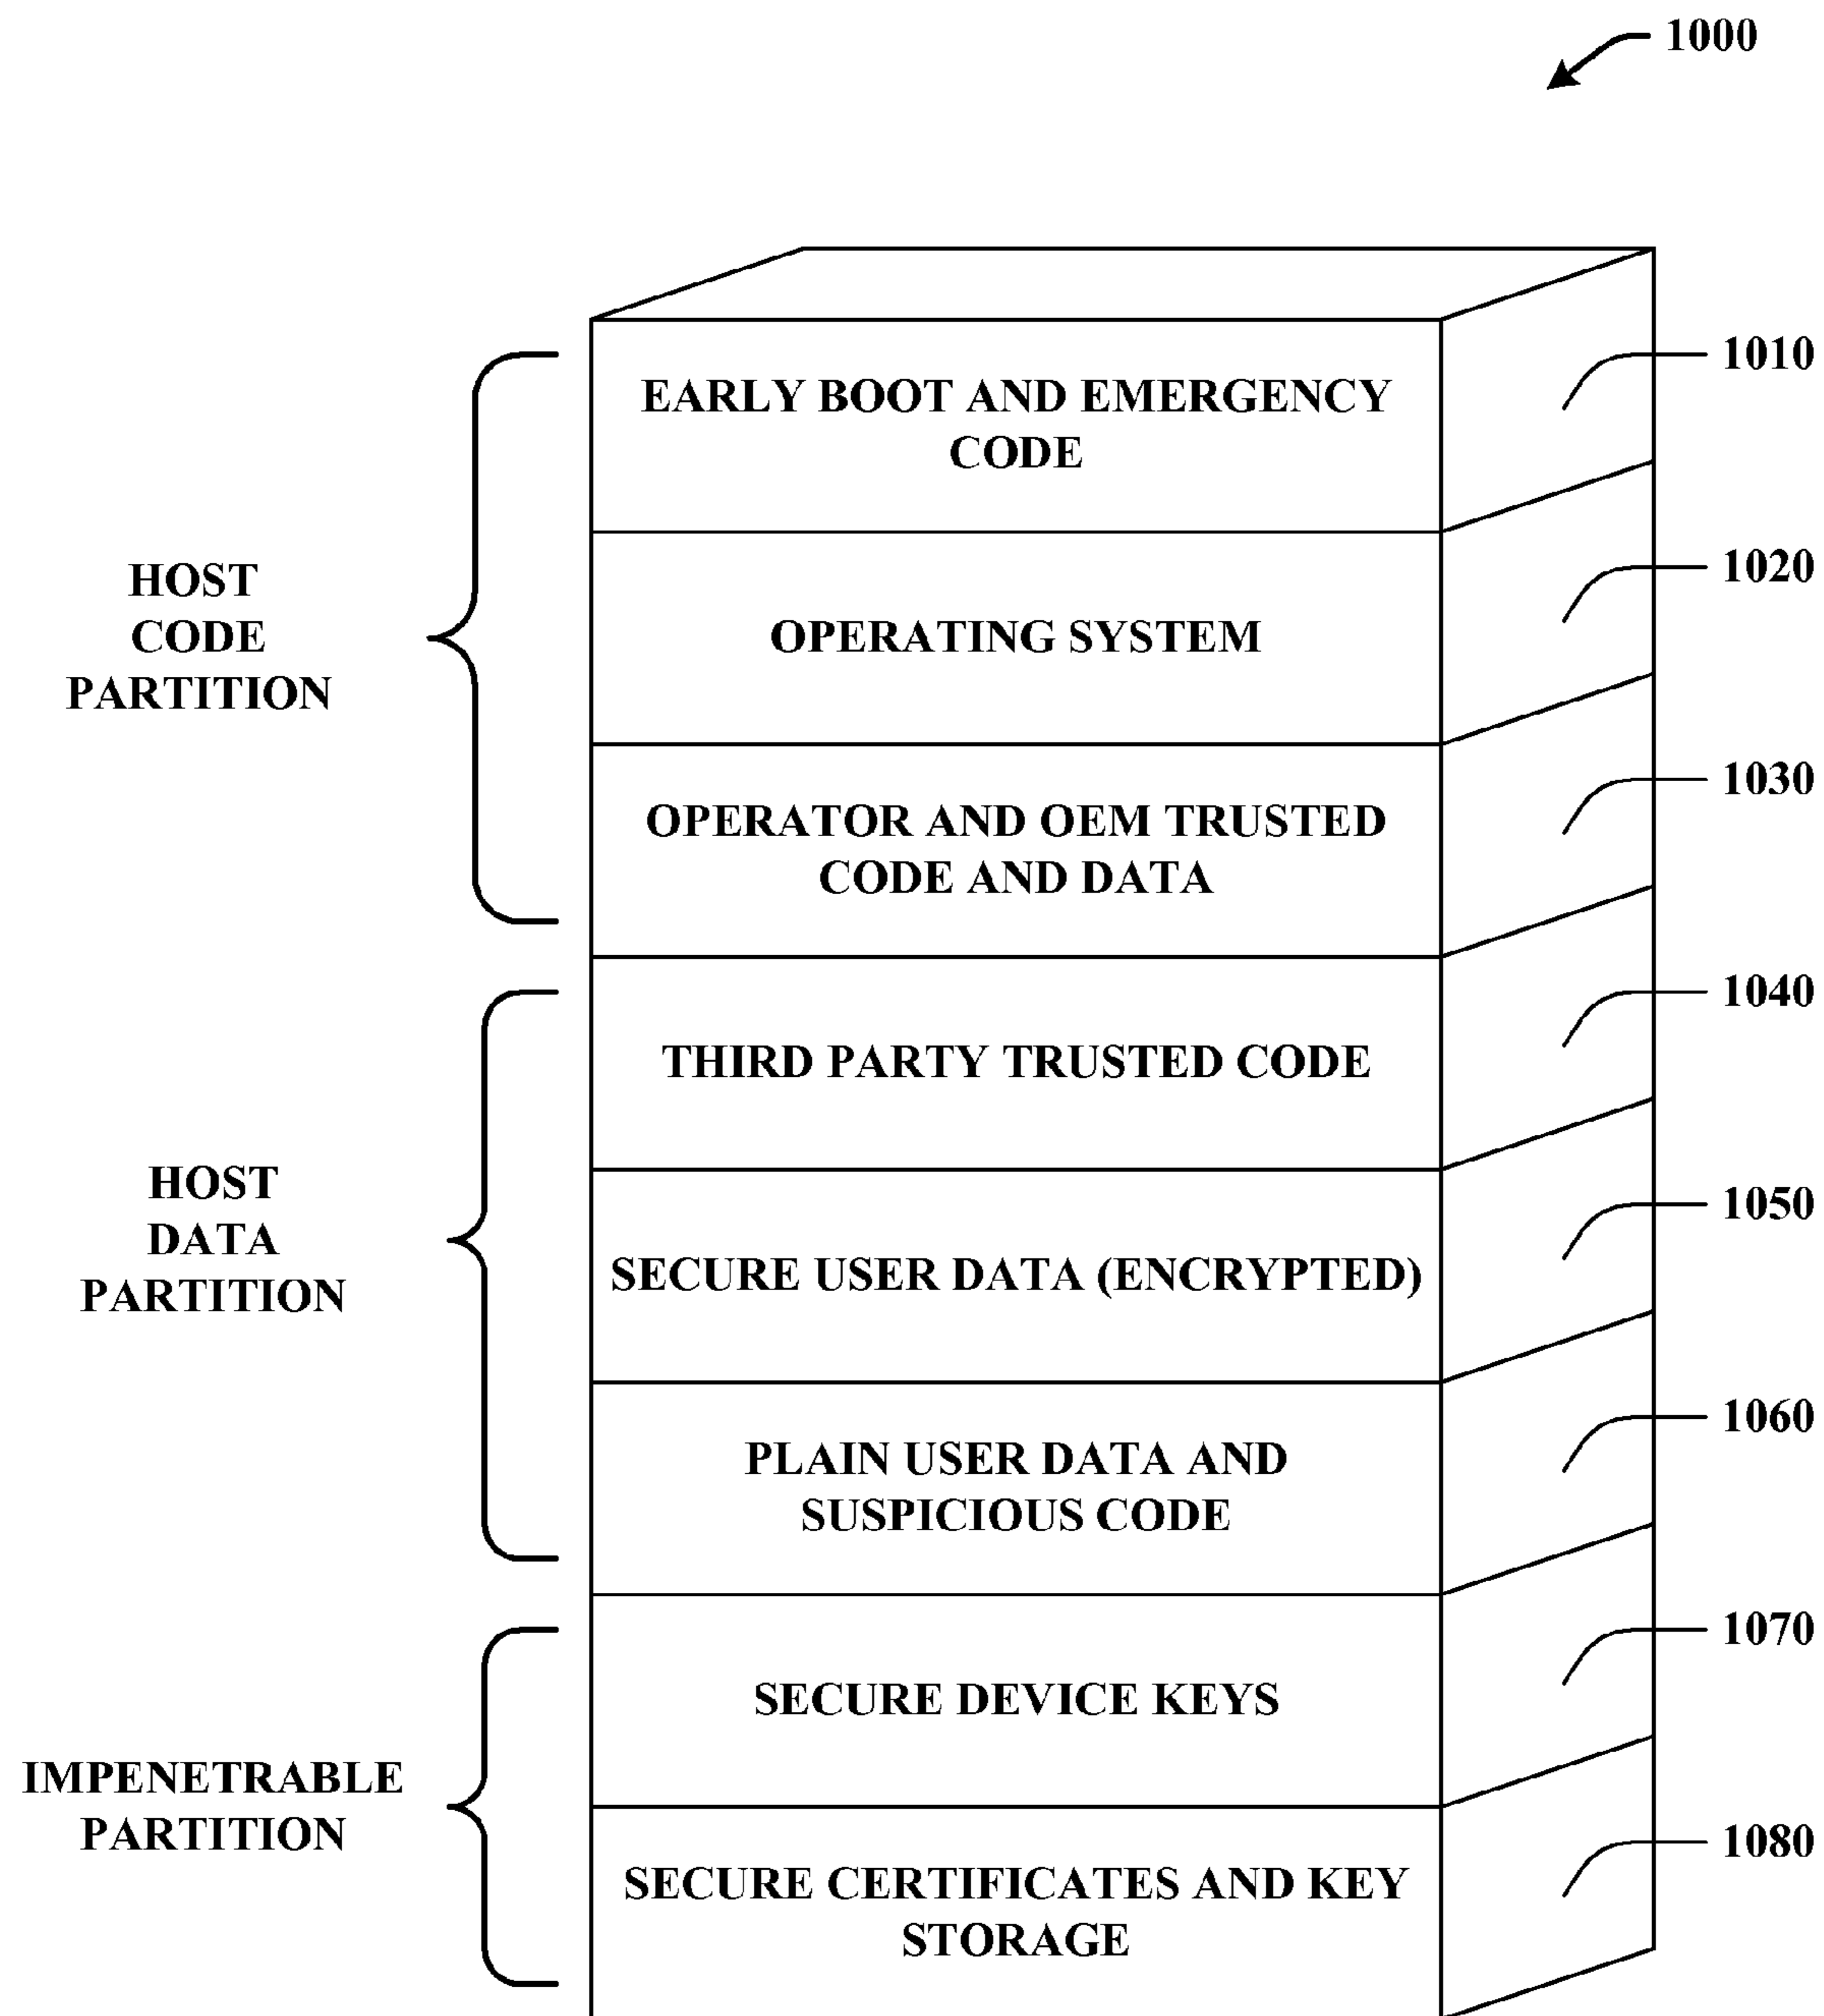 1000
HOST
CODE
PARTITION
EARLY BOOT AND EMERGENCY
CODE
1010
OPERATING SYSTEM
1020
OPERATOR AND OEM TRUSTED
CODE AND DATA
1030
HOST
DATA
PARTITION
THIRD PARTY TRUSTED CODE
1040
SECURE USER DATA (ENCRYPTED)
1050
PLAIN USER DATA AND
SUSPICIOUS CODE
1060
IMPENETRABLE
PARTITION
SECURE DEVICE KEYS
1070
SECURE CERTIFICATES AND KEY
STORAGE
1080